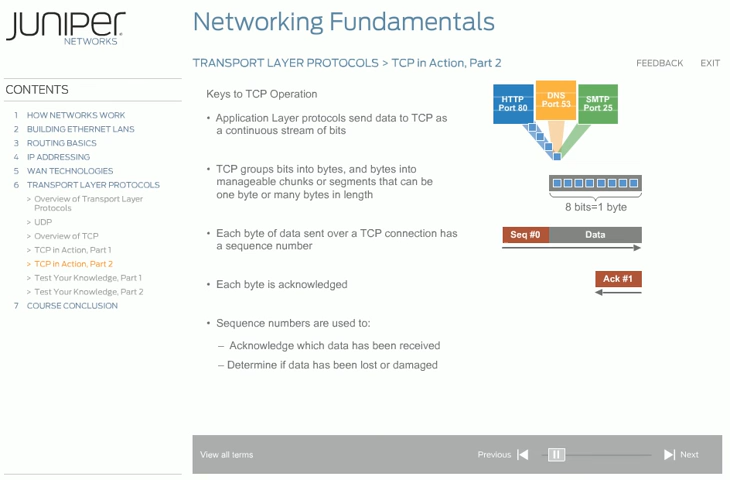 JUNIPER
NETWORKS
Networking Fundamentals
TRANSPORT LAYER PROTOCOLS > TCP in Action, Part 2
FEEDBACK
EXIT
CONTENTS
1 HOW NETWORKS WORK
2 BUILDING ETHERNET LANS
3 ROUTING BASICS
4 IP ADDRESSING
5 WAN TECHNOLOGIES
6 TRANSPORT LAYER PROTOCOLS
> Overview of Transport Layer
Protocols
> UDP
> Overview of TCP
> TCP in Action, Part 1
> TCP in Action, Part 2
> Test Your Knowledge, Part 1
> Test Your Knowledge, Part 2
7 COURSE CONCLUSION
Keys to TCP Operation
• Application Layer protocols send data to TCP as
a continuous stream of bits
• TCP groups bits into bytes, and bytes into
manageable chunks or segments that can be
one byte or many bytes in length
• Each byte of data sent over a TCP connection has
a sequence number
• Each byte is acknowledged
• Sequence numbers are used to:
– Acknowledge which data has been received
– Determine if data has been lost or damaged
HTTP
Port 80
DNS
Port 53
SMTP
Port 25
8 bits=1 byte
Seq #0
Data
Ack #1
View all terms
Previous
Next